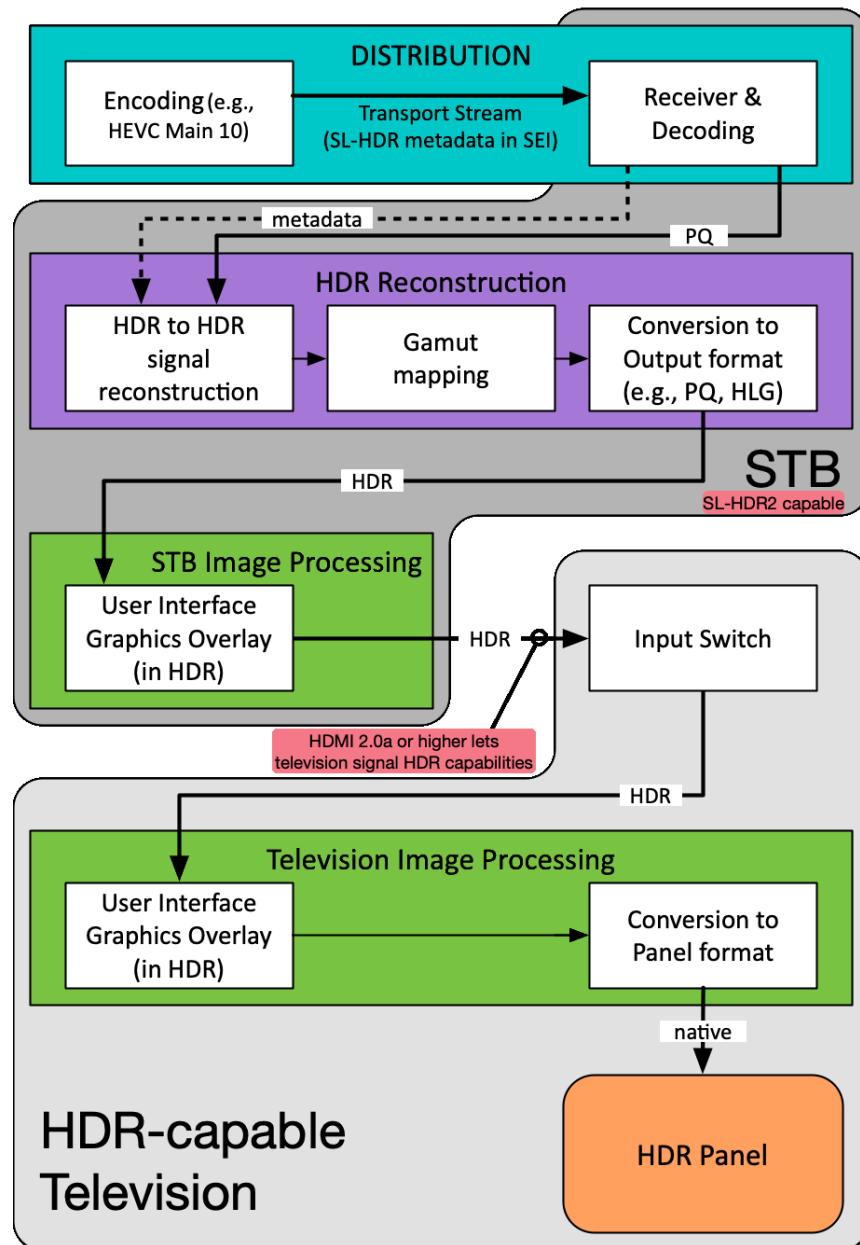 DISTRIBUTION
Encoding (e.g.,
HEVC Main 10)
Transport Stream
(SL-HDR metadata in SEI)
Receiver &
Decoding
metadata
PQ
HDR Reconstruction
HDR to HDR
signal
reconstruction
Gamut
mapping
Conversion to
Output format
(e.g., PQ, HLG)
HDR
STB
SL-HDR2 capable
STB Image Processing
User Interface
Graphics Overlay
(in HDR)
HDR
Input Switch
HDMI 2.0a or higher lets
television signal HDR capabilities
HDR
Television Image Processing
User Interface
Graphics Overlay
(in HDR)
Conversion to
Panel format
native
HDR-capable
Television
HDR Panel